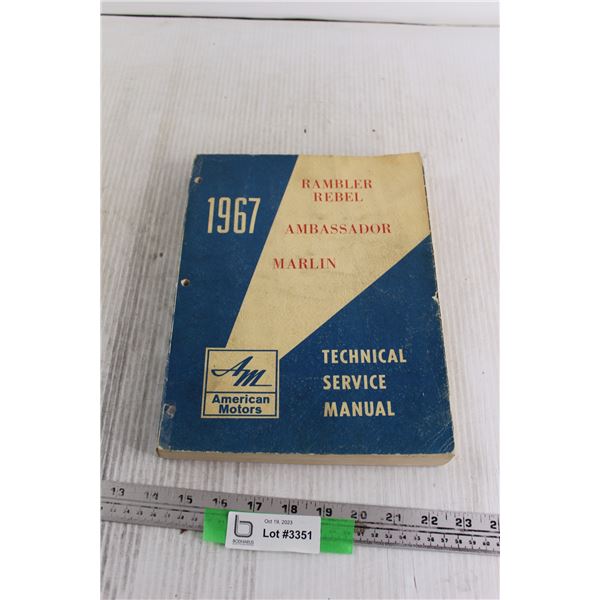 1967
RAMBLER
REBEL
AMBASSADOR
MARLIN
TECHNICAL
SERVICE
MANUAL
AM
American
Motors
13 14 15 16 17 18 19 20 21 22 23
Oct 19, 2023
Lot #3351
BODNARUS